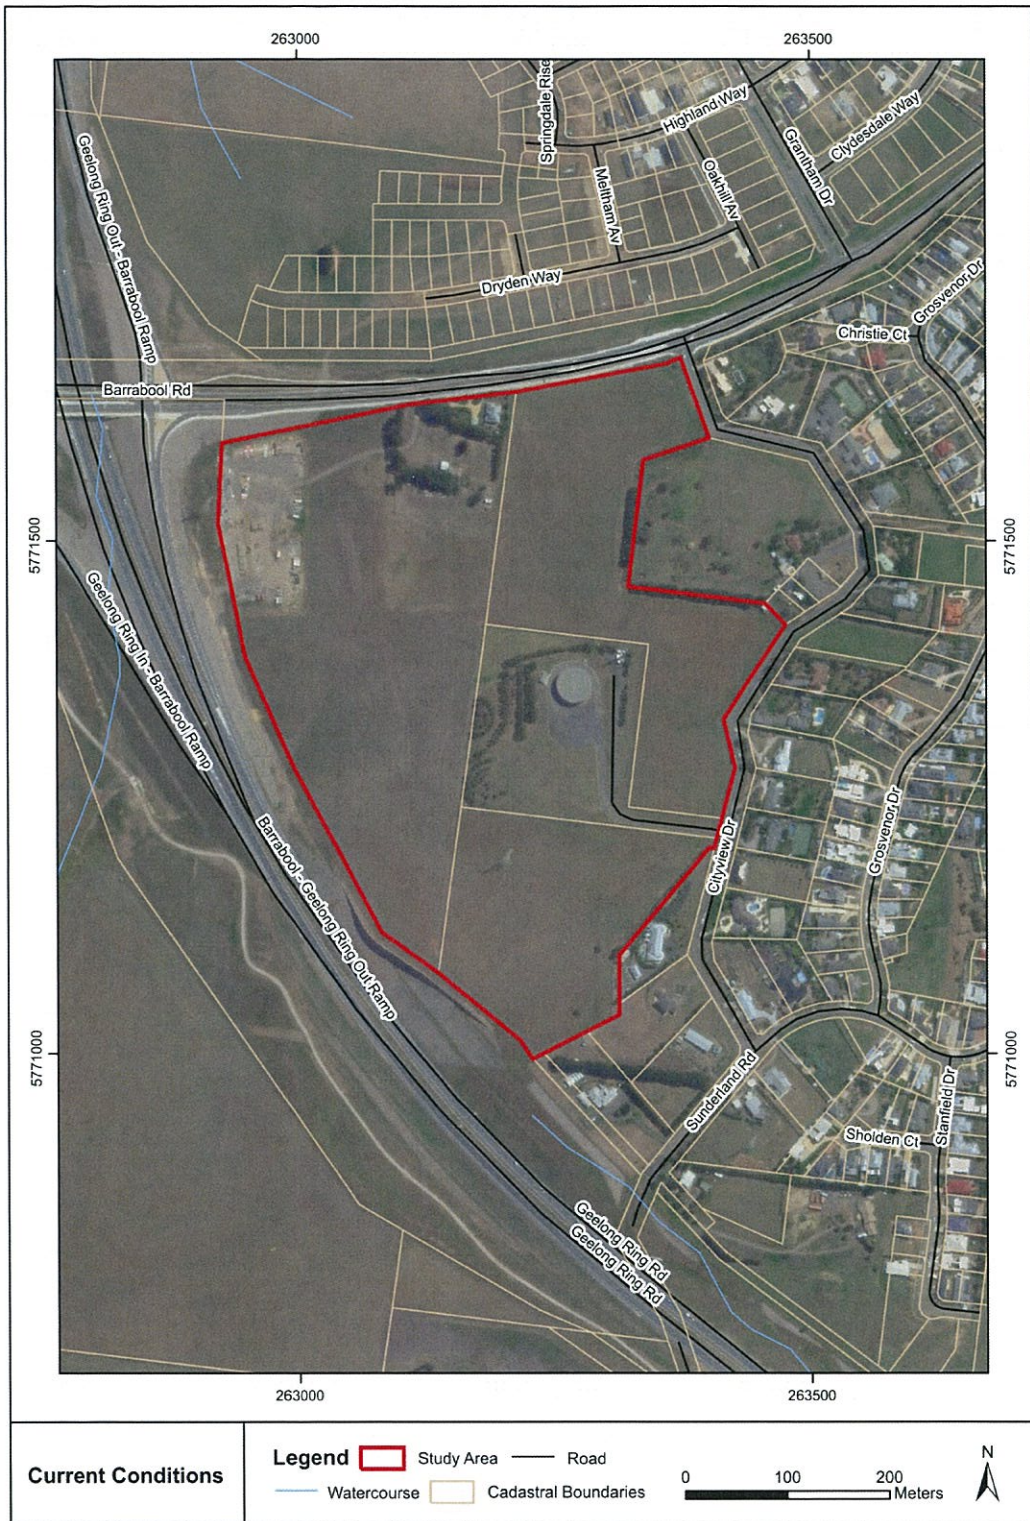 263000
263500
Springdale Rise
Highland Way
Clydesdale Way
Grantham Dr
Oakhill Av
Meltham Av
Geelong Ring Out - Barrabool Ramp
Dryden Way
Grosvenor Dr
Christie Ct
Barrabool Rd
5771500
5771500
Geelong Ring In - Barrabool Ramp
Barrabool - Geelong Ring Out Ramp
Cityview Dr
Grosvenor Dr
5771000
5771000
Sunderland Rd
Stanfield Dr
Sholden Ct
Geelong Ring Rd
Geelong Ring Rd
263000
263500
Current Conditions
Legend
Study Area
Road
Watercourse
Cadastral Boundaries
0 100 200
Meters
N